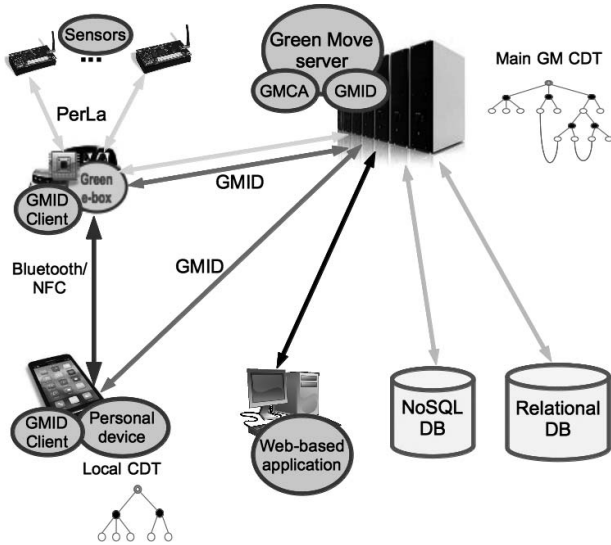 Sensors
...
Green Move
server
GMCA
GMID
Main GM CDT
PerLa
Green
e-box
GMID
Client
GMID
Bluetooth/
NFC
GMID
GMID
Client
Personal
device
Web-based
application
NoSQL
DB
Relational
DB
Local CDT